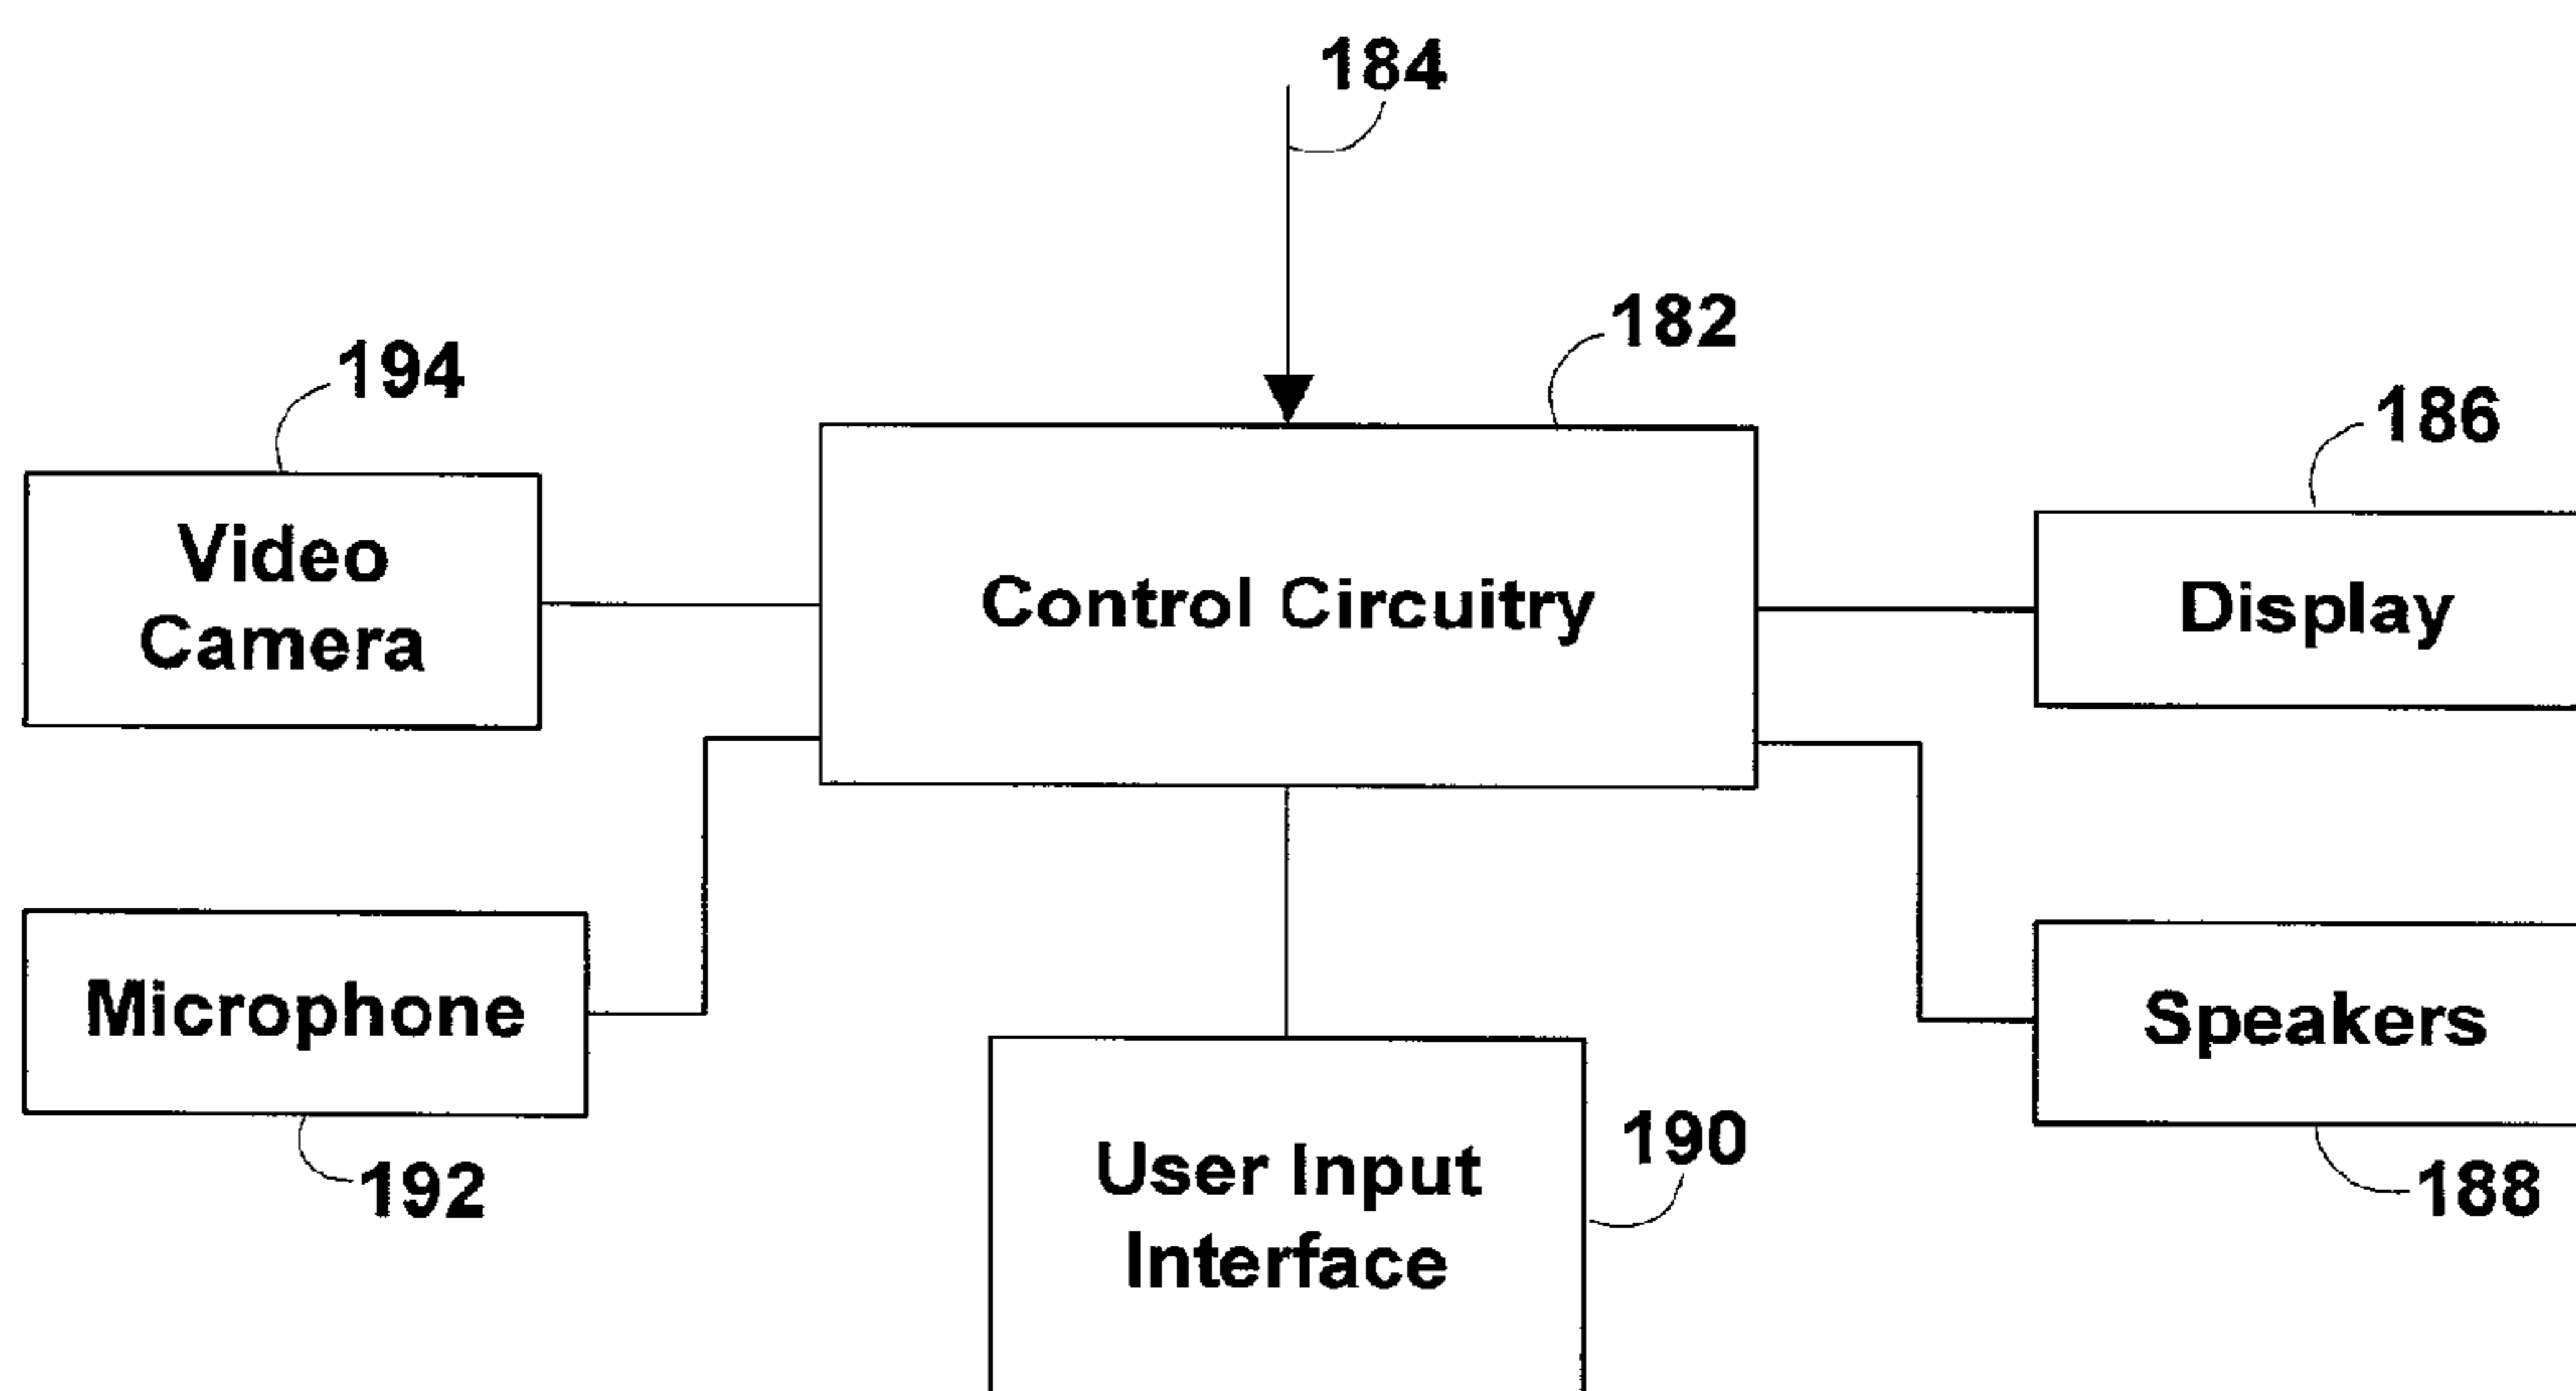 184
182
194
186
Video
Camera
Control Circuitry
Display
Microphone
Speakers
192
190
188
User Input
Interface